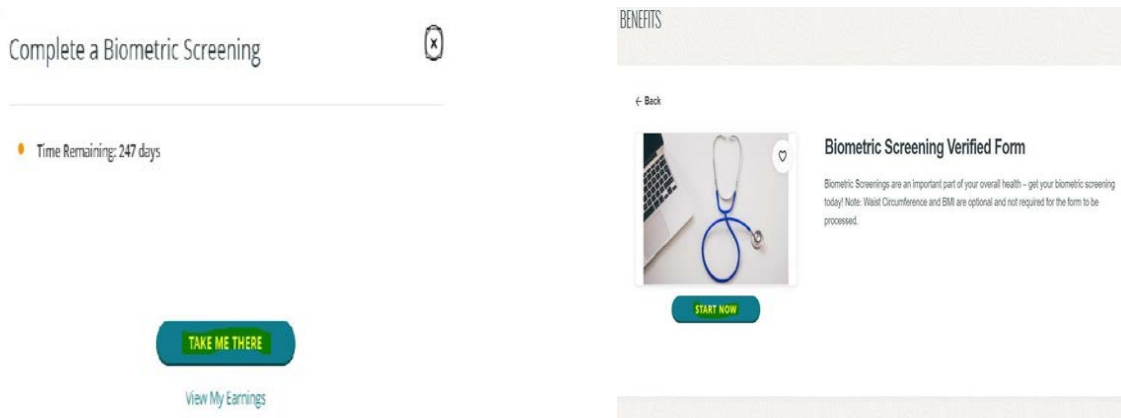 Complete a Biometric Screening
x
Time Remaining: 247 days
TAKE ME THERE
View My Earnings
BENEFITS
← Back
Biometric Screening Verified Form
Biometric Screenings are an important part of your overall health – get your biometric screening
today! Note: Waist Circumference and BMI are optional and not required for the form to be
processed.
START NOW